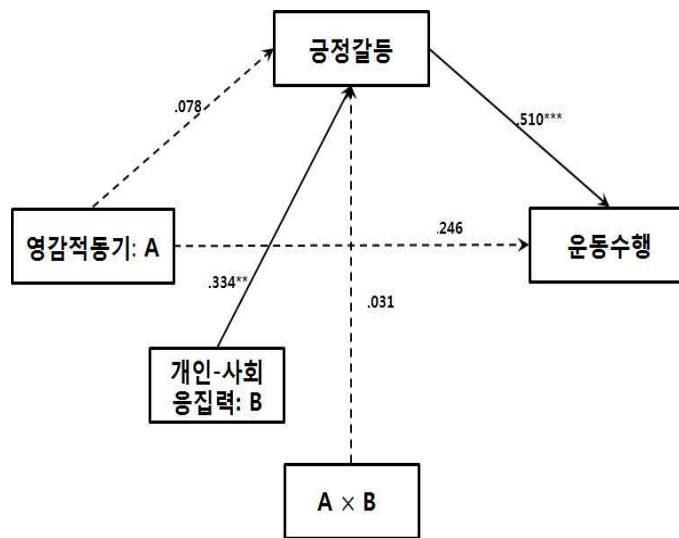 긍정갈등
.078
.510***
영감적동기: A
.246
운동수행
.334**
.031
개인-사회
응집력: B
A × B